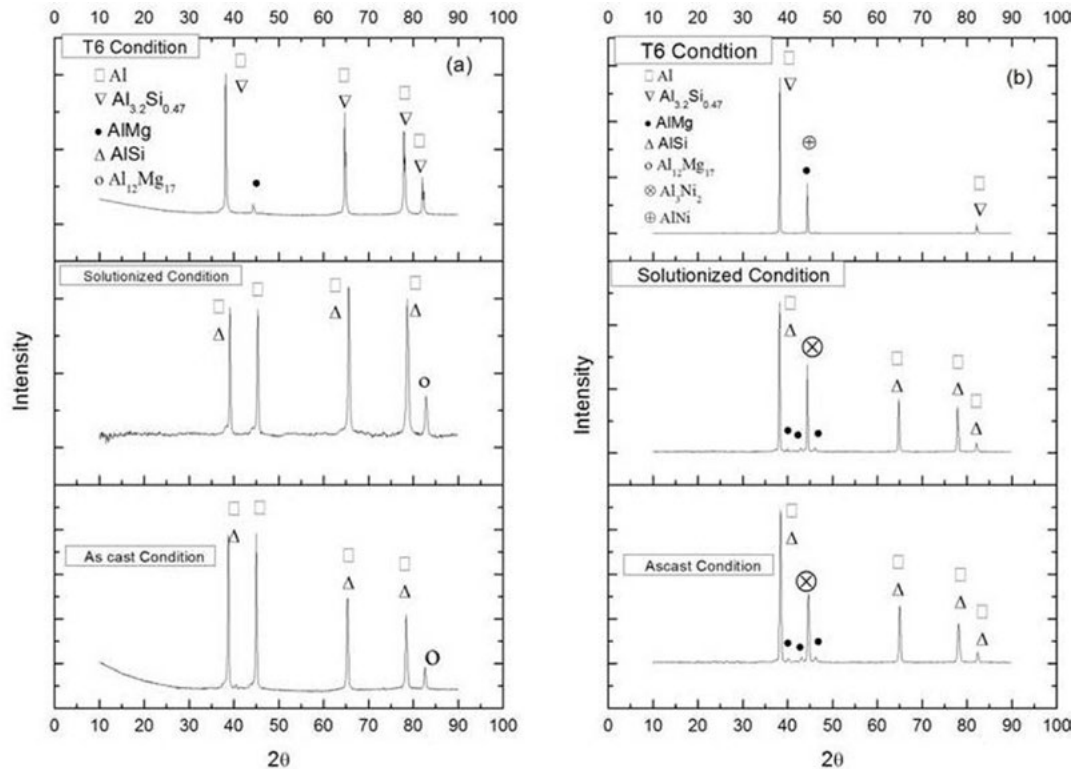 0 10 20 30 40 50 60 70 80 90 100
T6 Condition
(a)
□ Al
∇ Al3.2Si0.47
● AlMg
Δ AlSi
o Al12Mg17
Solutionized Condition
As cast Condition
Intensity
0 10 20 30 40 50 60 70 80 90 100
2θ
0 10 20 30 40 50 60 70 80 90 100
T6 Condtion
(b)
□ Al
∇ Al3.2Si0.47
● AlMg
Δ AlSi
o Al12Mg17
⊗ Al3Ni2
⊕ AlNi
Solutionized Condition
Ascast Condition
Intensity
0 10 20 30 40 50 60 70 80 90 100
2θ